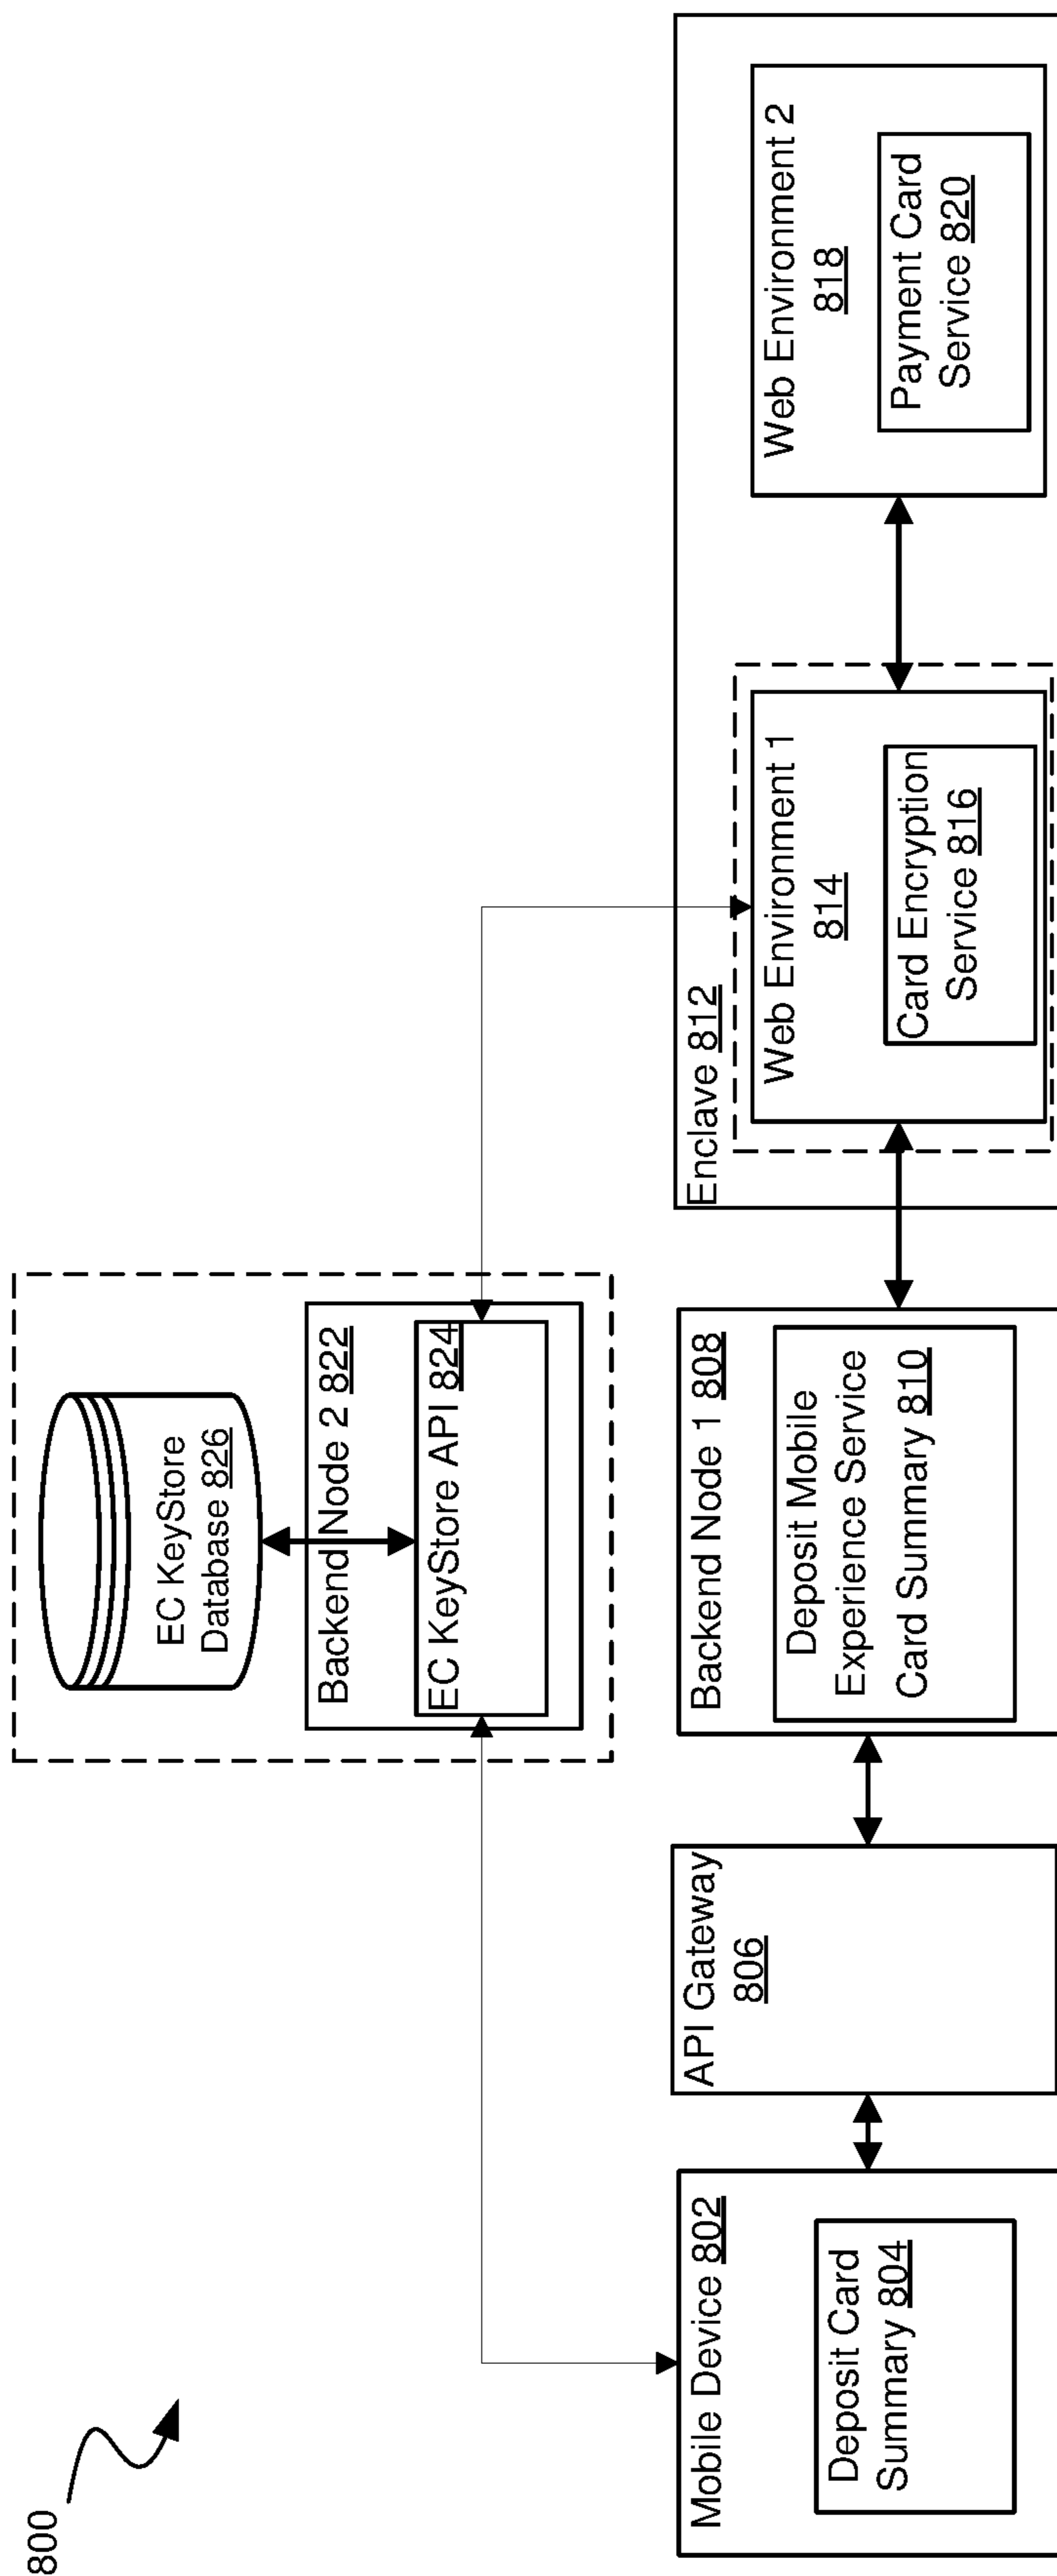 800
EC KeyStore
Database 826
Backend Node 2 822
EC KeyStore API 824
Mobile Device 802
Deposit Card
Summary 804
API Gateway
806
Backend Node 1 808
Deposit Mobile
Experience Service
Card Summary 810
Enclave 812
Web Environment 1
814
Card Encryption
Service 816
Web Environment 2
818
Payment Card
Service 820